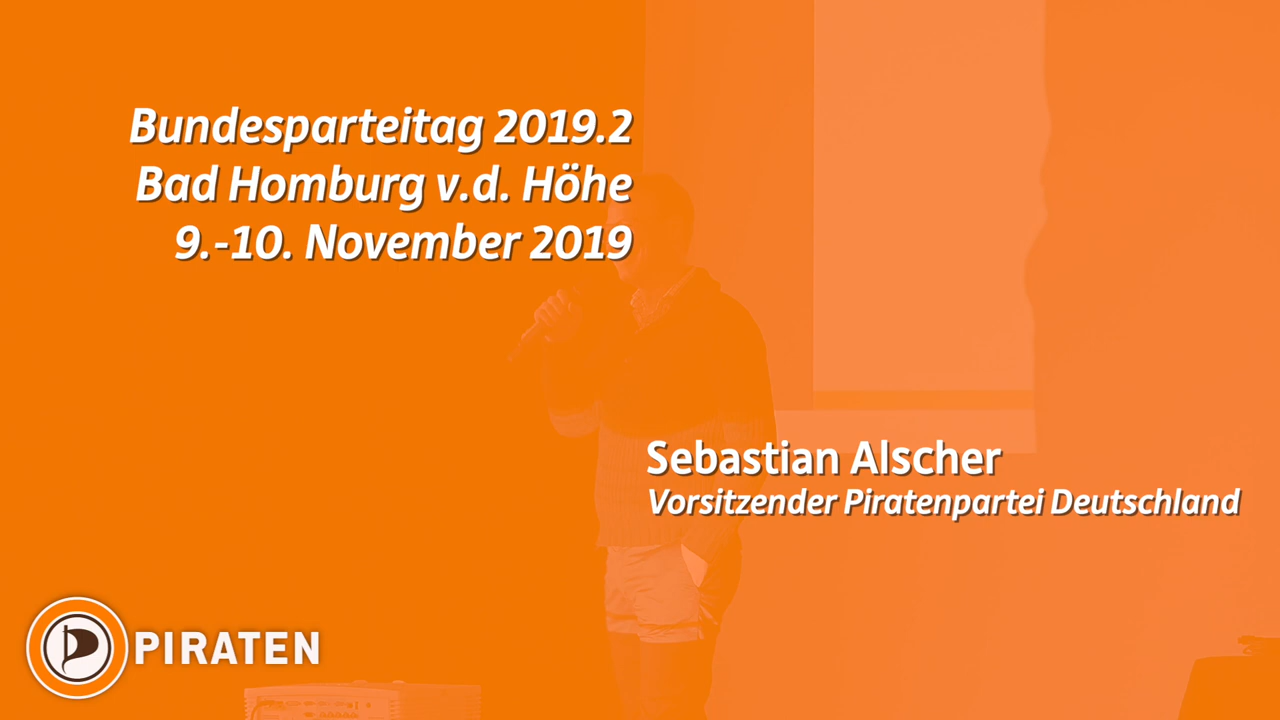 Bundesparteitag 2019.2
Bad Homburg v.d. Höhe
9.-10. November 2019
Sebastian Alscher
Vorsitzender Piratenpartei Deutschland
PIRATEN